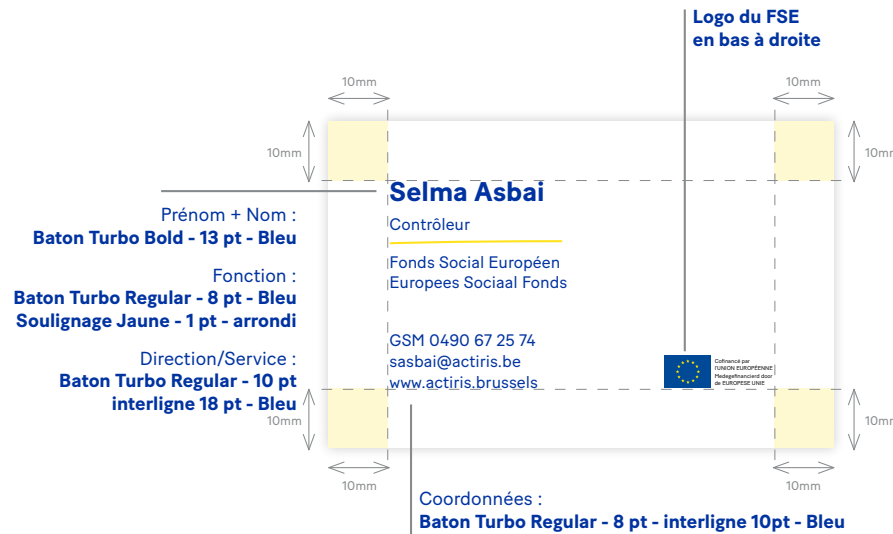 Logo du FSE
en bas à droite
10mm
10mm
10mm
10mm
Selma Asbai
Prénom + Nom :
Baton Turbo Bold - 13 pt - Bleu
Contrôleur
Fonction :
Baton Turbo Regular - 8 pt - Bleu
Soulignage Jaune - 1 pt - arrondi
Fonds Social Européen
Europees Sociaal Fonds
Direction/Service :
Baton Turbo Regular - 10 pt
interligne 18 pt - Bleu
GSM 0490 67 25 74
sasbai@actiris.be
www.actiris.brussels
Cofinancé par
l'UNION EUROPÉENNE
Medegefinancierd door
de EUROPESE UNIE
10mm
10mm
10mm
10mm
Coordonnées :
Baton Turbo Regular - 8 pt - interligne 10pt - Bleu